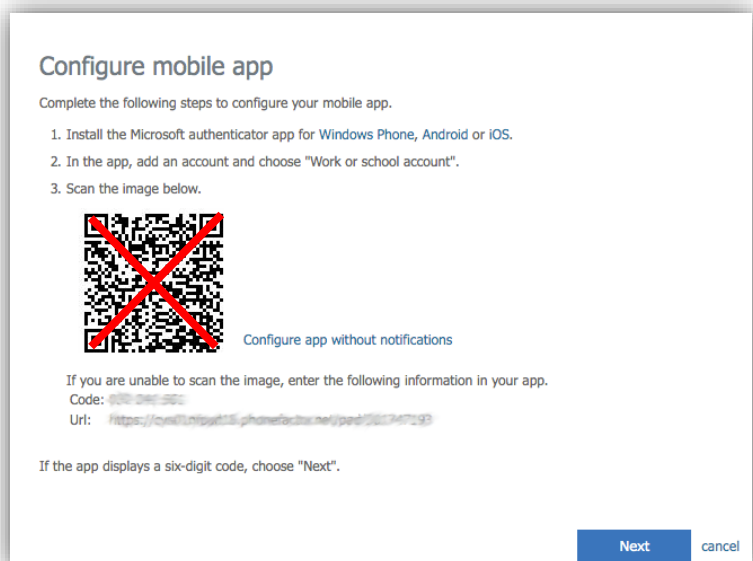 Configure mobile app
Complete the following steps to configure your mobile app.
1. Install the Microsoft authenticator app for Windows Phone, Android or iOS.
2. In the app, add an account and choose "Work or school account".
3. Scan the image below.
Configure app without notifications
If you are unable to scan the image, enter the following information in your app.
Code:
Url:
If the app displays a six-digit code, choose "Next".
Next cancel